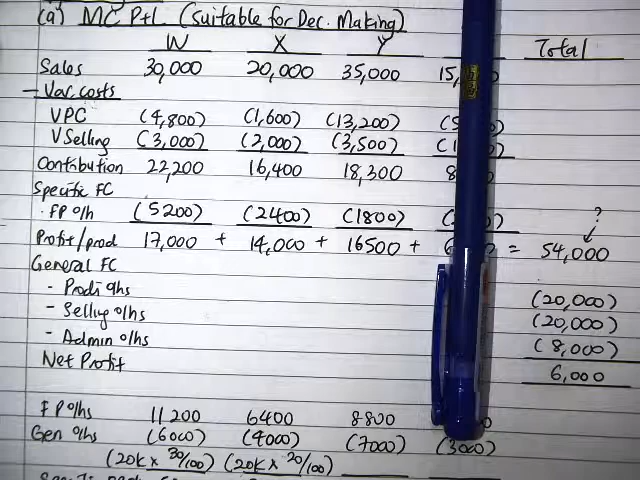 (a) MC P+L (Suitable for Dec. Making)
W X Y Total
Sales 30,000 20,000 35,000 15,
- Var. costs
VPC (4,800) (1,600) (13,200)
V Selling (3,000) (2,000) (3,500)
Contribution 22,200 16,400 18,300
Specific FC
?
· FP o/h (5200) (2400) (1800)
Profit/prod 17,000 + 14,000 + 16500 + = 54,000
General FC
- Prodn o/hs (20,000)
- Selling o/hs (20,000)
- Admin o/hs (8,000)
Net Profit 6,000
FP o/hs 11200 6400 8800
Gen o/hs (6000) (4000) (7000) (3000)
(20K x 30/100) (20K x 20/100)